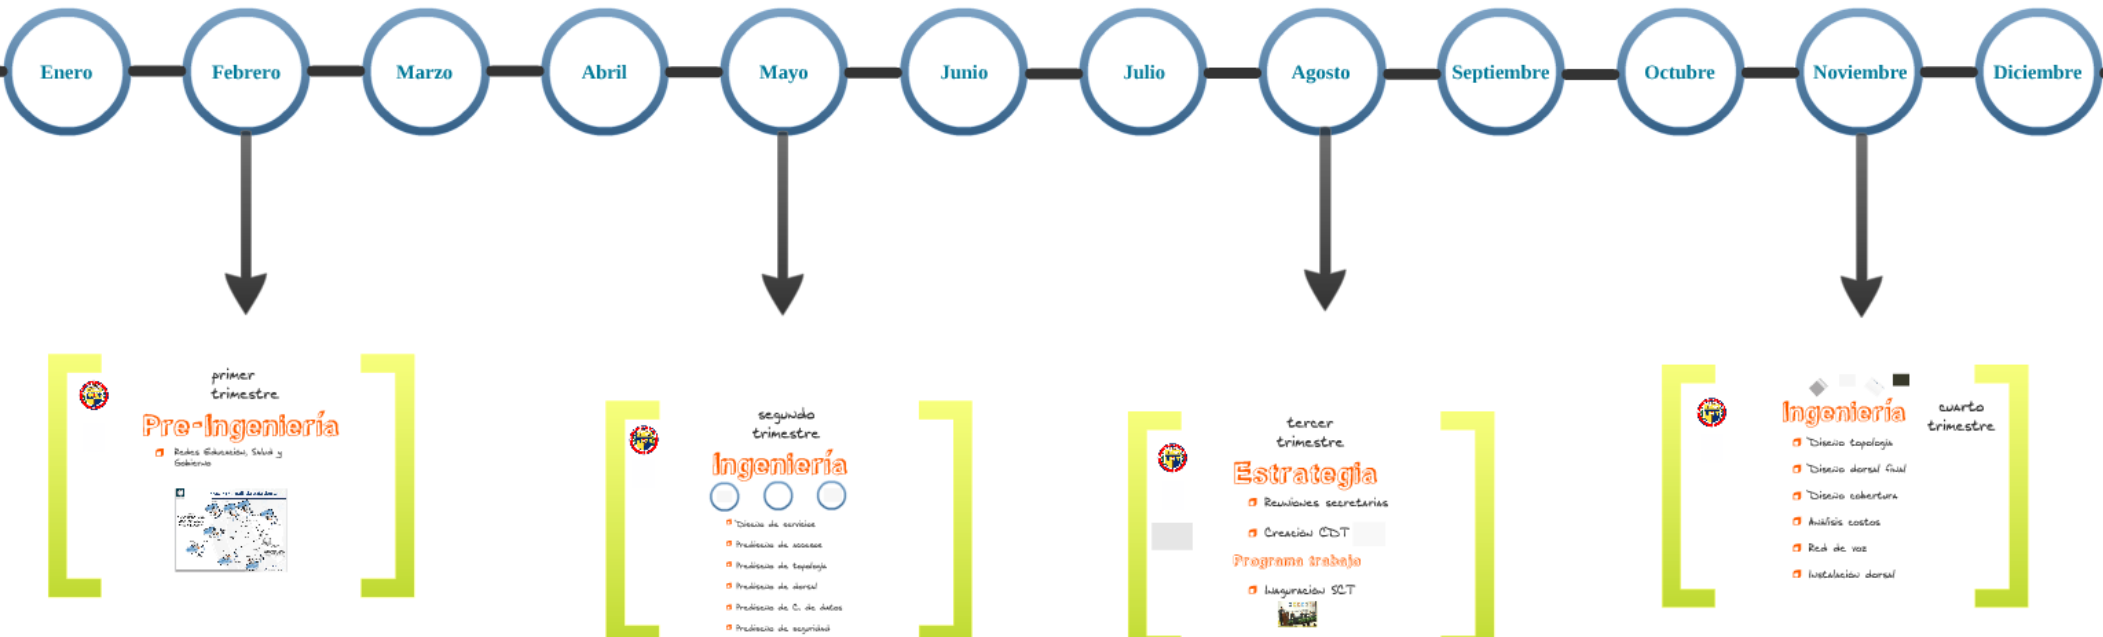 Enero
Febrero
Marzo
Abril
Mayo
Junio
Julio
Agosto
Septiembre
Octubre
Noviembre
Diciembre
primer
trimestre
Pre-Ingeniería
Redes Educación, Salud y
Gobierno
segundo
trimestre
Ingeniería
Diseño de servicios
Prediseño de accesos
Prediseño de topología
Prediseño de dorsal
Prediseño de C. de datos
Prediseño de seguridad
tercer
trimestre
Estrategia
Reuniones secretarias
Creación CDT
Programa trabajo
Inauguración SCT
cuarto
trimestre
Ingeniería
Diseño topología
Diseño dorsal final
Diseño cobertura
Análisis costos
Red de voz
Instalación dorsal